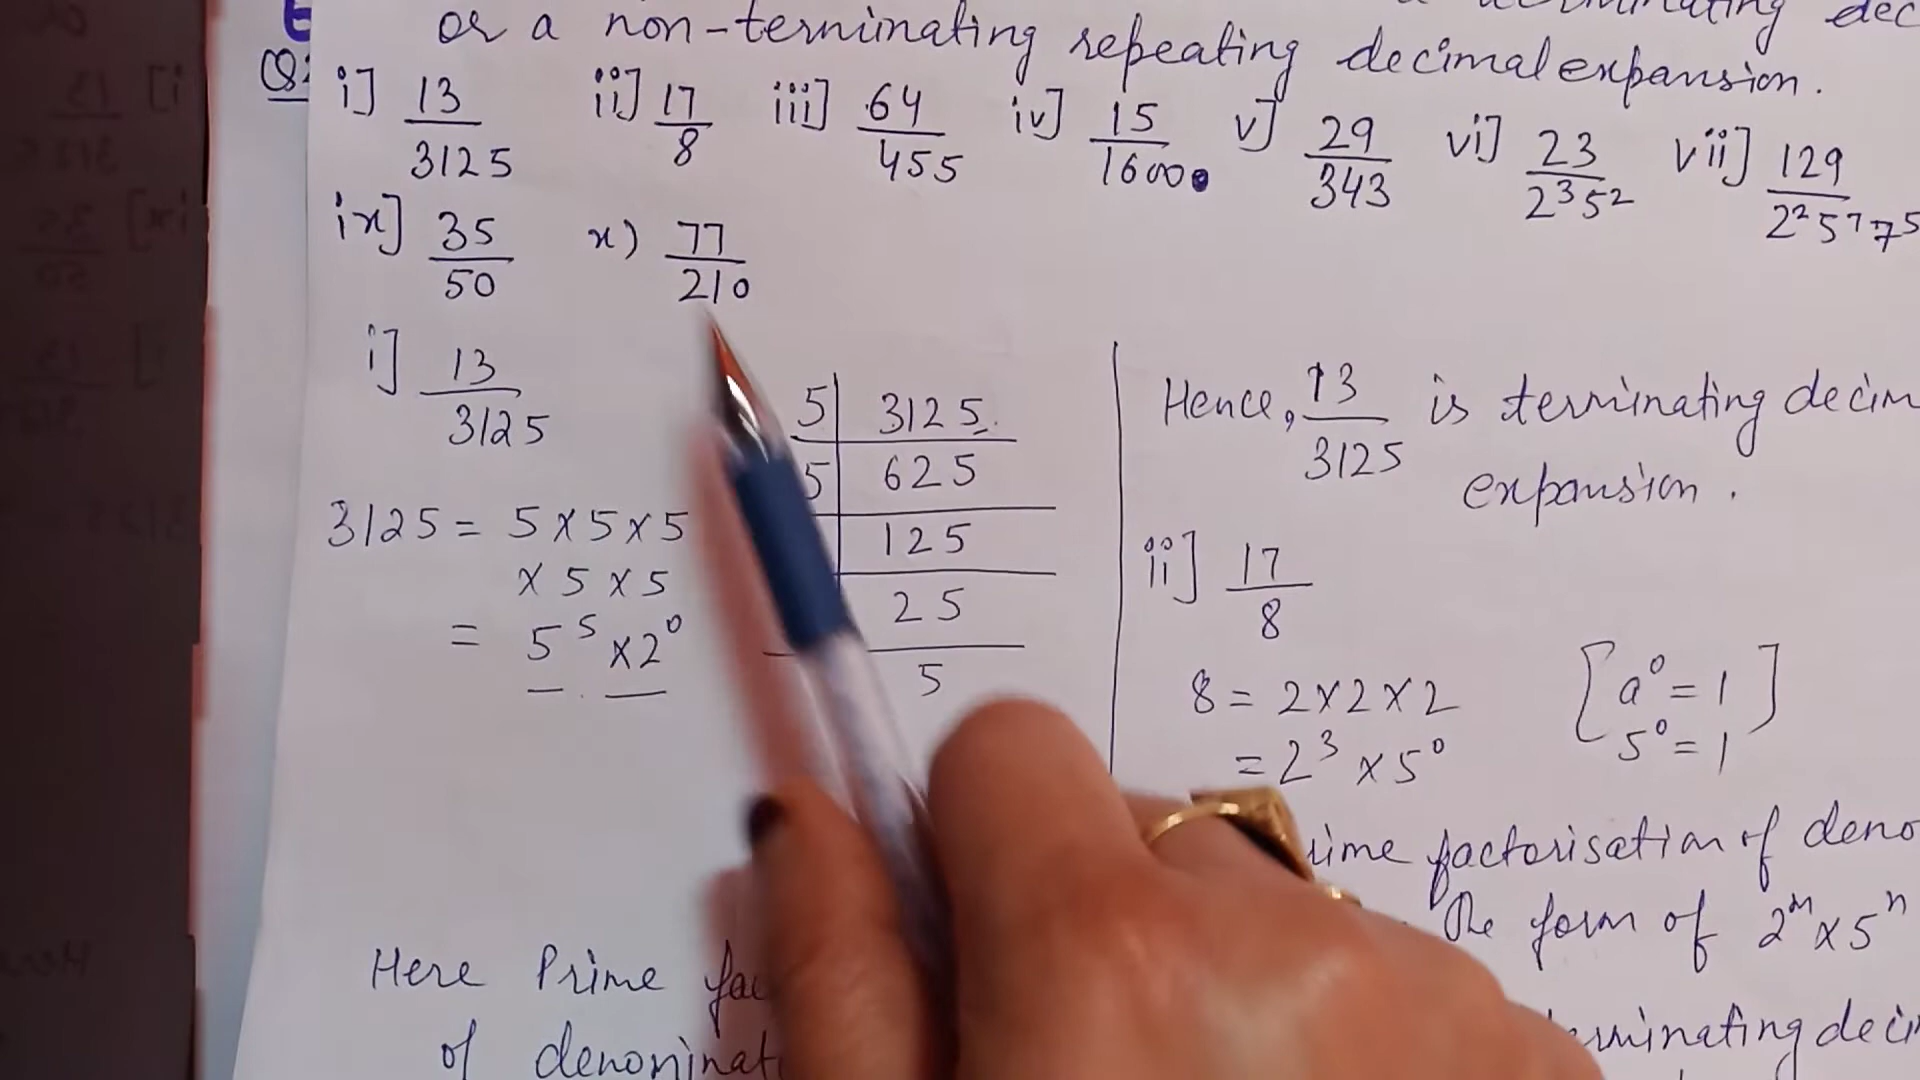 or a non-terminating repeating decimal expansion.
i] 13/3125 ii] 17/8 iii] 64/455 iv] 15/1600 v] 29/343 vi] 23/2³5² vii] 129/2²5⁷7⁵
ix] 35/50 x) 77/210
i] 13/3125
5 | 3125
5 | 625
125
25
5
3125 = 5 x 5 x 5
x 5 x 5
= 5⁵ x 2⁰
Here Prime
of
Hence, 13/3125 is terminating
expansion.
ii] 17/8
8 = 2 x 2 x 2
= 2³ x 5⁰
[a⁰ = 1
5⁰ = 1]
factorisation of
the form of 2ᵐ x 5ⁿ